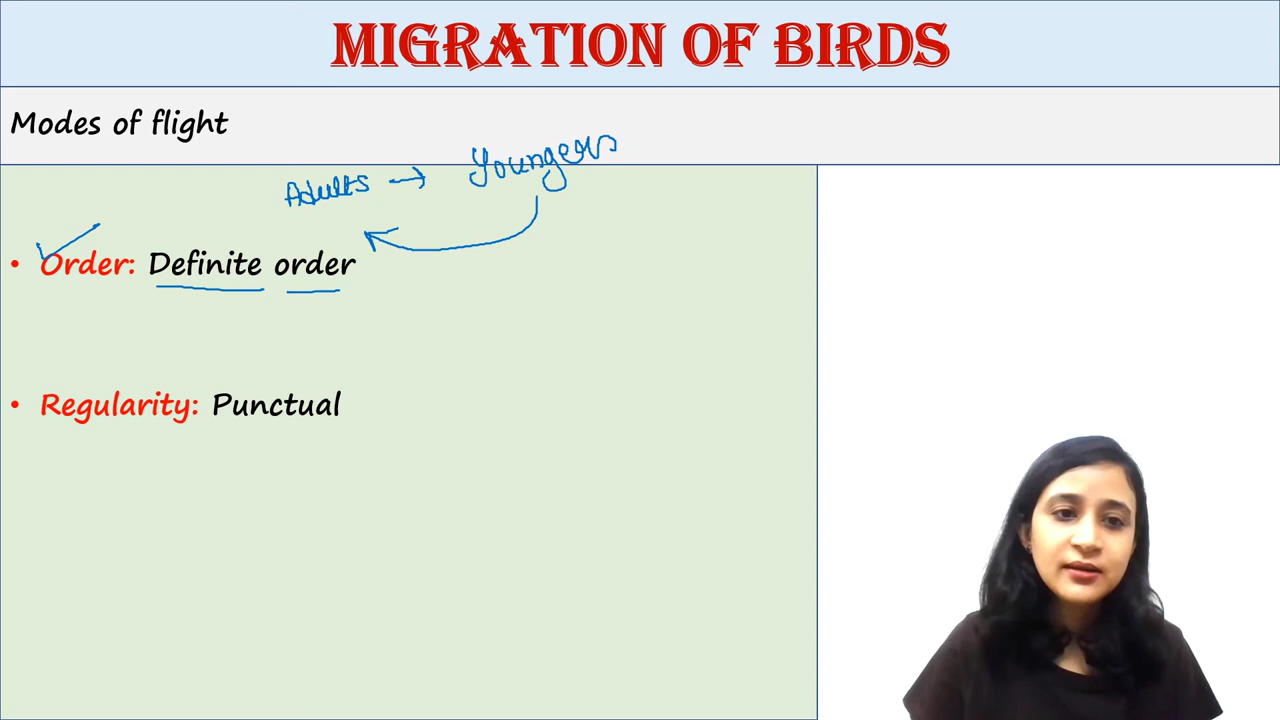 MIGRATION OF BIRDS
Modes of flight
Adults → Youngers
• Order: Definite order
• Regularity: Punctual